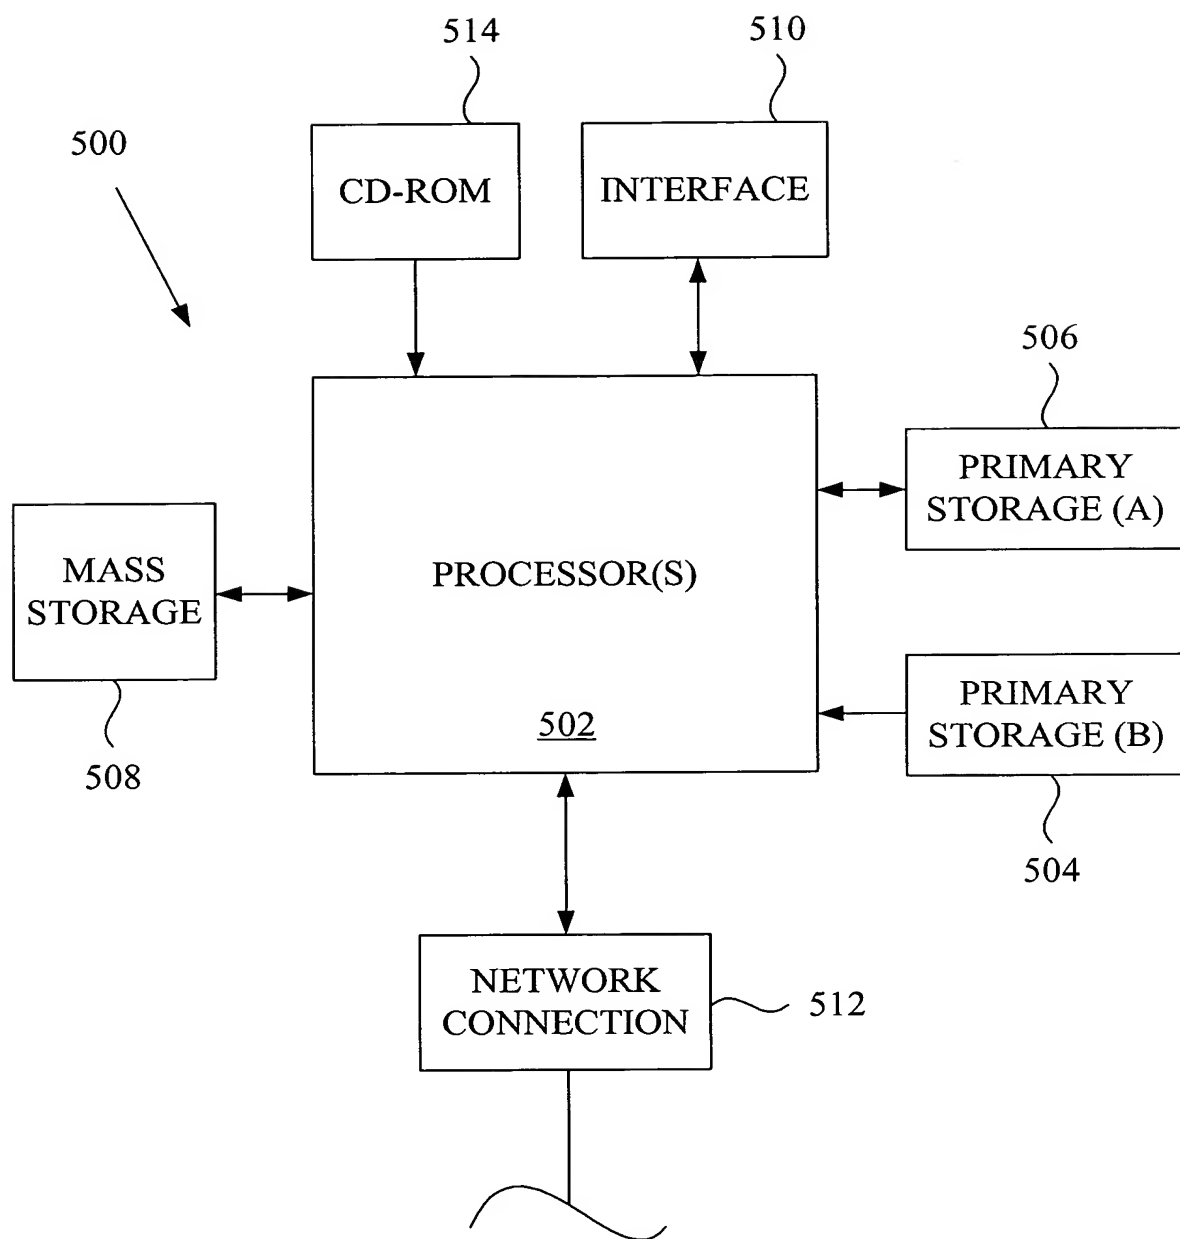 514
510
500
CD-ROM
INTERFACE
506
PRIMARY
STORAGE (A)
MASS
STORAGE
PROCESSOR(S)
502
508
PRIMARY
STORAGE (B)
504
NETWORK
CONNECTION
512